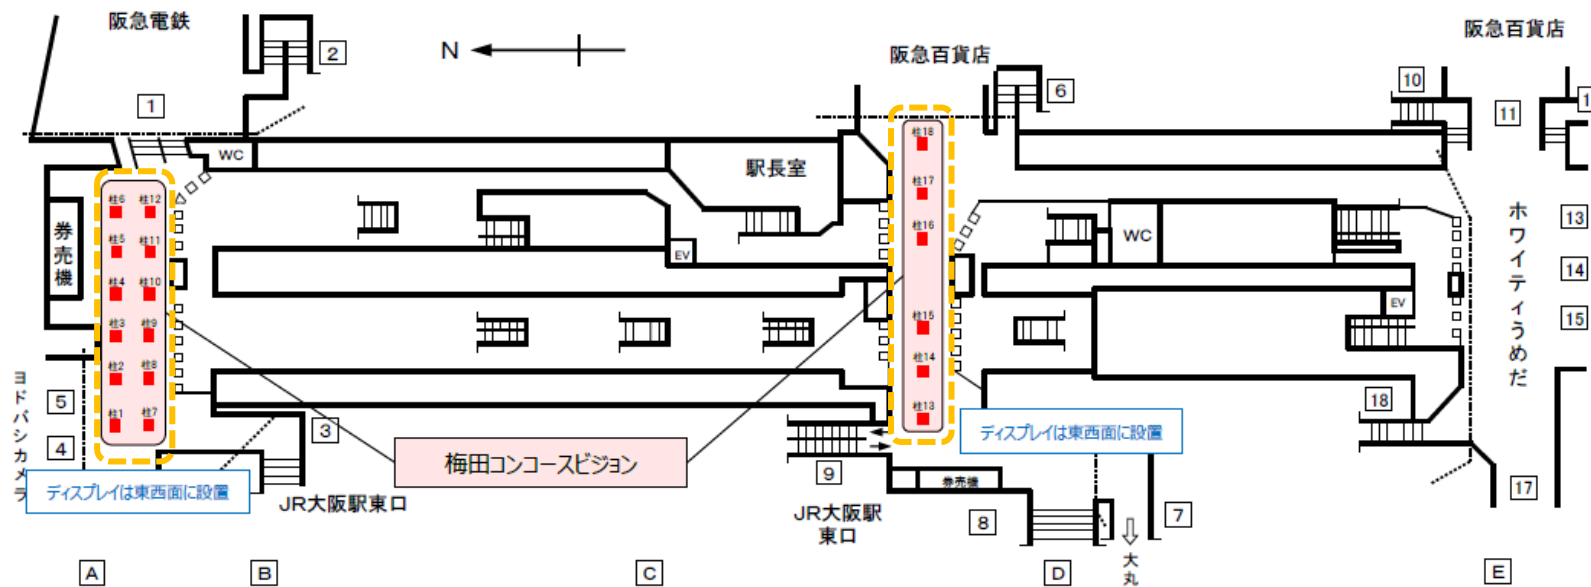 阪急電鉄
2
N
阪急百貨店
阪急百貨店
1
6
10
11
1
WC
駅長室
柱18
柱17
柱16
柱15
柱14
柱13
柱6
柱12
柱5
柱11
柱4
柱10
柱3
柱9
柱2
柱8
柱1
柱7
券売機
EV
WC
EV
ホワイティうめだ
13
14
15
ヨドバシカメラ
5
4
3
18
17
ディスプレイは東西面に設置
梅田コンコースビジョン
ディスプレイは東西面に設置
JR大阪駅東口
9
券売機
JR大阪駅
東口
8
7
大丸
A
B
C
D
E